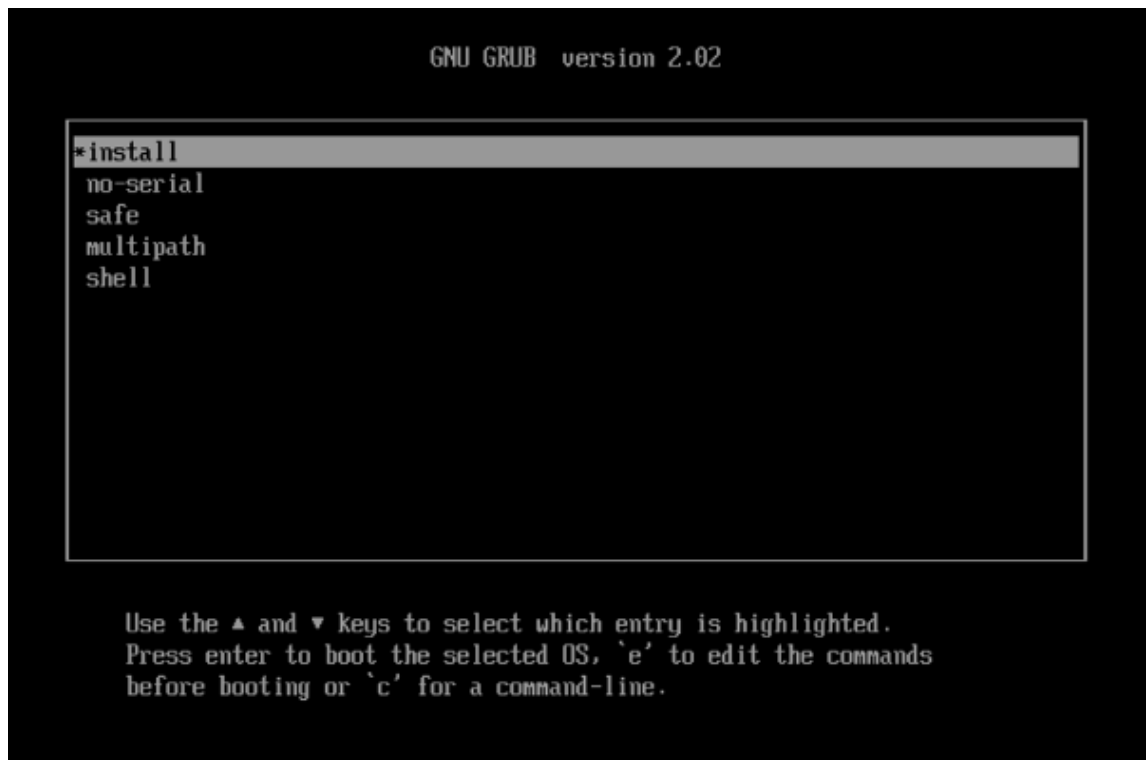 GNU GRUB  version 2.02
*install
no-serial
safe
multipath
shell
Use the ▲ and ▼ keys to select which entry is highlighted.
Press enter to boot the selected OS, `e' to edit the commands
before booting or `c' for a command-line.